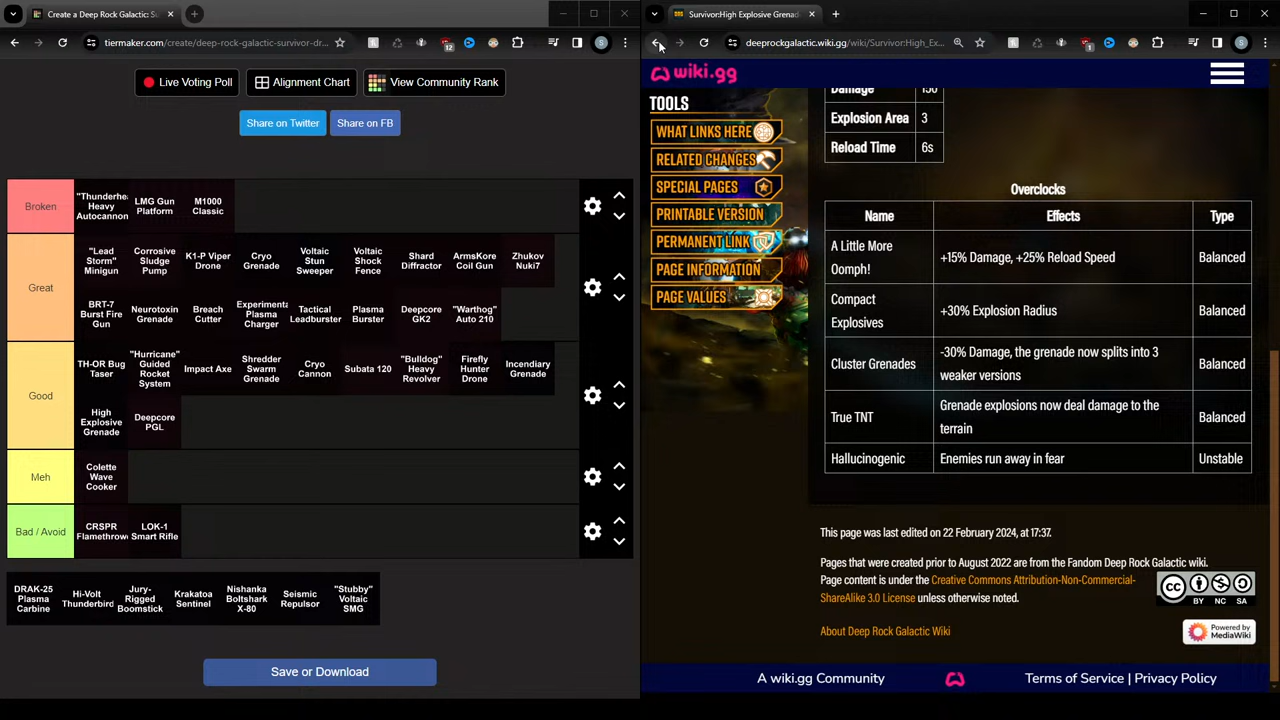 Create a Deep Rock Galactic: Su
Survivor:High Explosive Grenad
tiermaker.com/create/deep-rock-galactic-survivor-dr...
12
S
deeprockgalactic.wiki.gg/wiki/Survivor:High_Ex...
1
S
Live Voting Poll
Alignment Chart
View Community Rank
Share on Twitter
Share on FB
Broken
"Thunderhe
Heavy
Autocannon
LMG Gun
Platform
M1000
Classic
Great
"Lead
Storm"
Minigun
Corrosive
Sludge
Pump
K1-P Viper
Drone
Cryo
Grenade
Voltaic
Stun
Sweeper
Voltaic
Shock
Fence
Shard
Diffractor
ArmsKore
Coil Gun
Zhukov
Nuki7
BRT-7
Burst Fire
Gun
Neurotoxin
Grenade
Breach
Cutter
Experimenta
Plasma
Charger
Tactical
Leadburster
Plasma
Burster
Deepcore
GK2
"Warthog"
Auto 210
Good
TH-OR Bug
Taser
"Hurricane"
Guided
Rocket
System
Impact Axe
Shredder
Swarm
Grenade
Cryo
Cannon
Subata 120
"Bulldog"
Heavy
Revolver
Firefly
Hunter
Drone
Incendiary
Grenade
High
Explosive
Grenade
Deepcore
PGL
Meh
Colette
Wave
Cooker
Bad / Avoid
CRSPR
Flamethrow
LOK-1
Smart Rifle
DRAK-25
Plasma
Carbine
Hi-Volt
Thunderbird
Jury-
Rigged
Boomstick
Krakatoa
Sentinel
Nishanka
Boltshark
X-80
Seismic
Repulsor
"Stubby"
Voltaic
SMG
Save or Download
wiki.gg
TOOLS
WHAT LINKS HERE
RELATED CHANGES
SPECIAL PAGES
PRINTABLE VERSION
PERMANENT LINK
PAGE INFORMATION
PAGE VALUES
Damage 150
Explosion Area 3
Reload Time 6s
Overclocks
Name Effects Type
A Little More
Oomph!
+15% Damage, +25% Reload Speed
Balanced
Compact
Explosives
+30% Explosion Radius
Balanced
Cluster Grenades
-30% Damage, the grenade now splits into 3
weaker versions
Balanced
True TNT
Grenade explosions now deal damage to the
terrain
Balanced
Hallucinogenic
Enemies run away in fear
Unstable
This page was last edited on 22 February 2024, at 17:37.
Pages that were created prior to August 2022 are from the Fandom Deep Rock Galactic wiki.
Page content is under the Creative Commons Attribution-Non-Commercial-
ShareAlike 3.0 License unless otherwise noted.
CC BY NC SA
About Deep Rock Galactic Wiki
Powered by
MediaWiki
A wiki.gg Community
Terms of Service | Privacy Policy